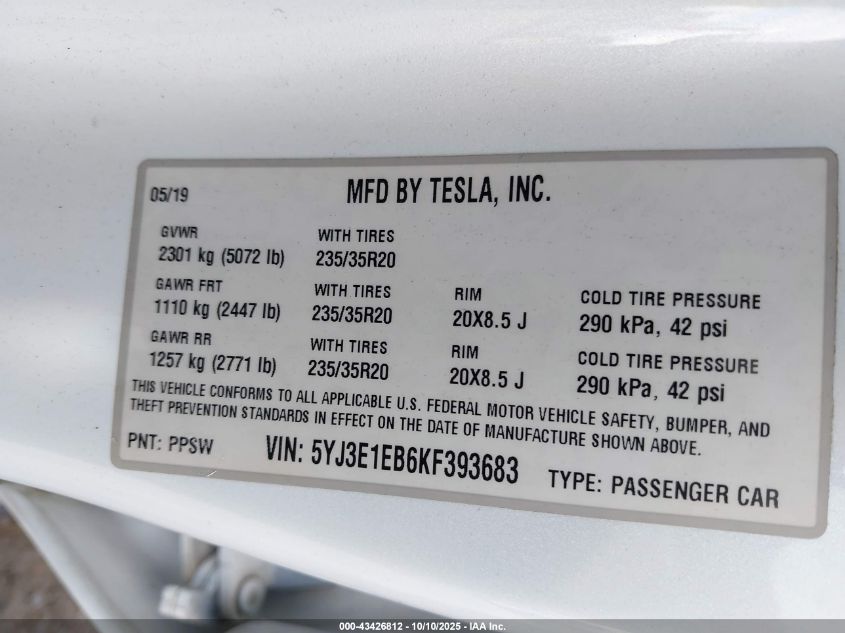 05/19 MFD BY TESLA, INC.
GVWR WITH TIRES
2301 kg (5072 lb) 235/35R20
GAWR FRT WITH TIRES RIM COLD TIRE PRESSURE
1110 kg (2447 lb) 235/35R20 20X8.5 J 290 kPa, 42 psi
GAWR RR WITH TIRES RIM COLD TIRE PRESSURE
1257 kg (2771 lb) 235/35R20 20X8.5 J 290 kPa, 42 psi
THIS VEHICLE CONFORMS TO ALL APPLICABLE U.S. FEDERAL MOTOR VEHICLE SAFETY, BUMPER, AND
THEFT PREVENTION STANDARDS IN EFFECT ON THE DATE OF MANUFACTURE SHOWN ABOVE.
PNT: PPSW VIN: 5YJ3E1EB6KF393683 TYPE: PASSENGER CAR
000-43426812 - 10/10/2025 - IAA Inc.